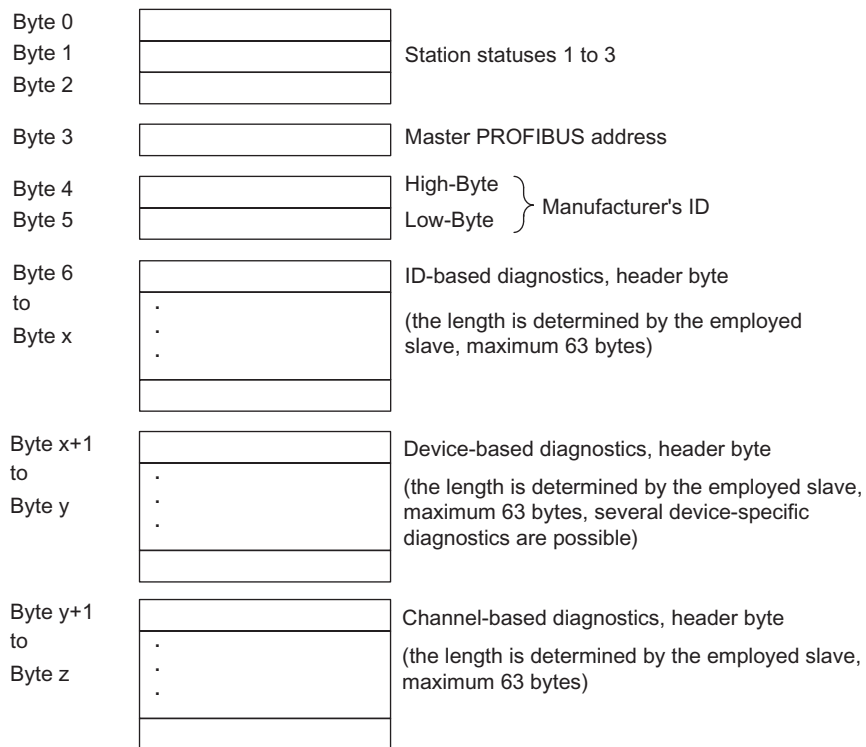 Byte 0
Byte 1
Station statuses 1 to 3
Byte 2
Byte 3
Master PROFIBUS address
Byte 4
High-Byte
Manufacturer's ID
Byte 5
Low-Byte
Byte 6
to
Byte x
ID-based diagnostics, header byte
(the length is determined by the employed
slave, maximum 63 bytes)
Byte x+1
to
Byte y
Device-based diagnostics, header byte
(the length is determined by the employed slave,
maximum 63 bytes, several device-specific
diagnostics are possible)
Byte y+1
to
Byte z
Channel-based diagnostics, header byte
(the length is determined by the employed slave,
maximum 63 bytes)